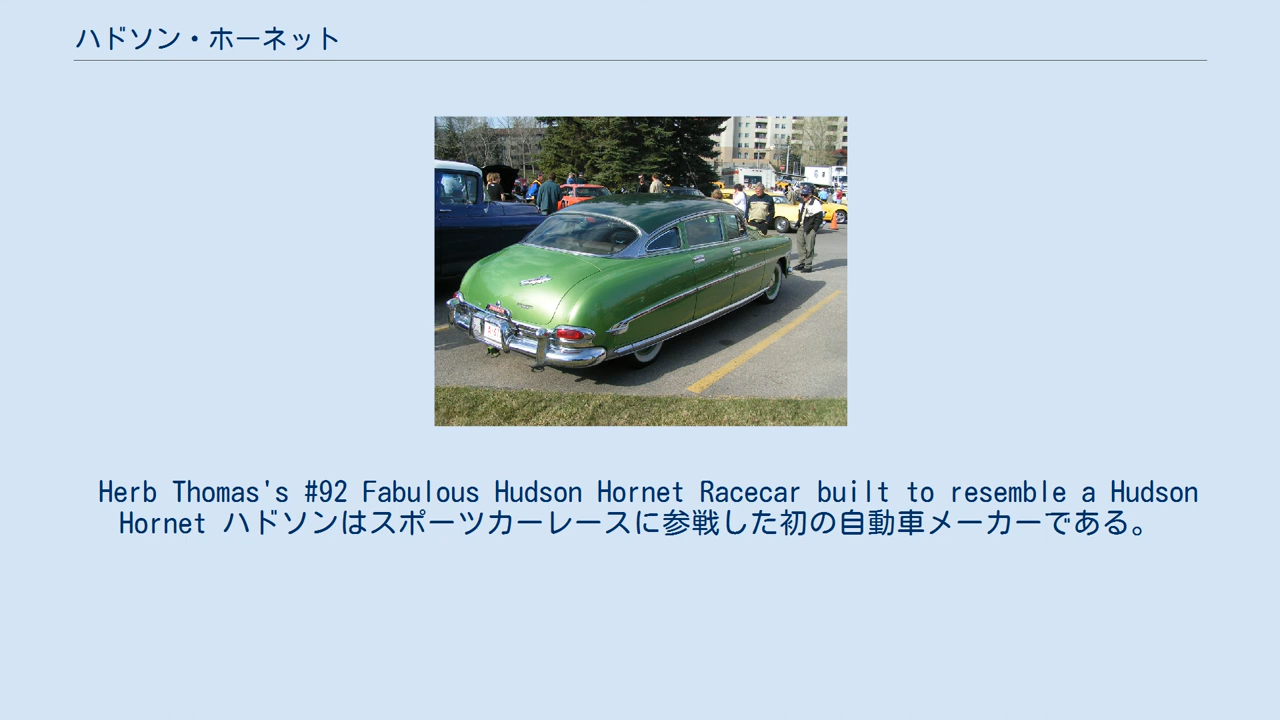 ハドソン・ホーネット
Herb Thomas's #92 Fabulous Hudson Hornet Racecar built to resemble a Hudson
Hornet ハドソンはスポーツカーレースに参戦した初の自動車メーカーである。